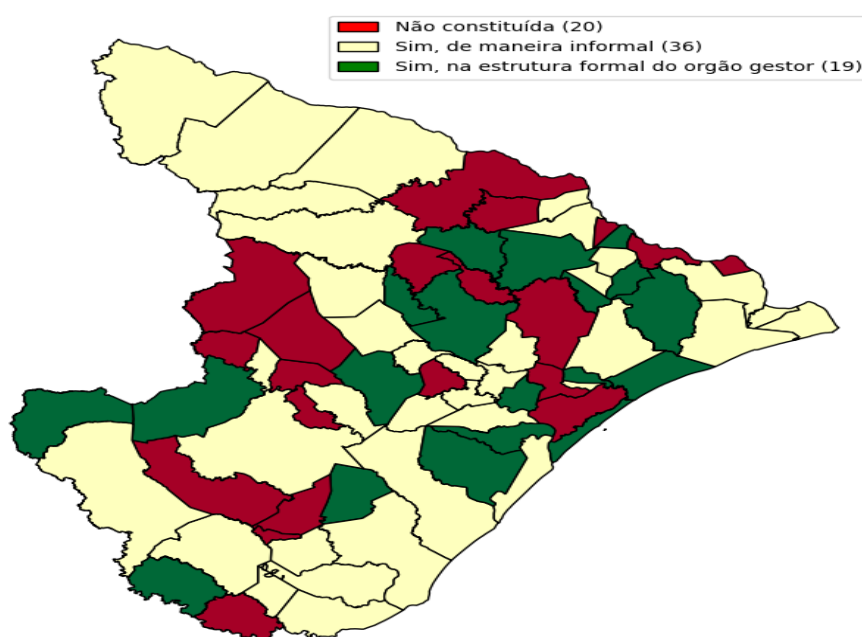 Não constituída (20)
Sim, de maneira informal (36)
Sim, na estrutura formal do orgão gestor (19)